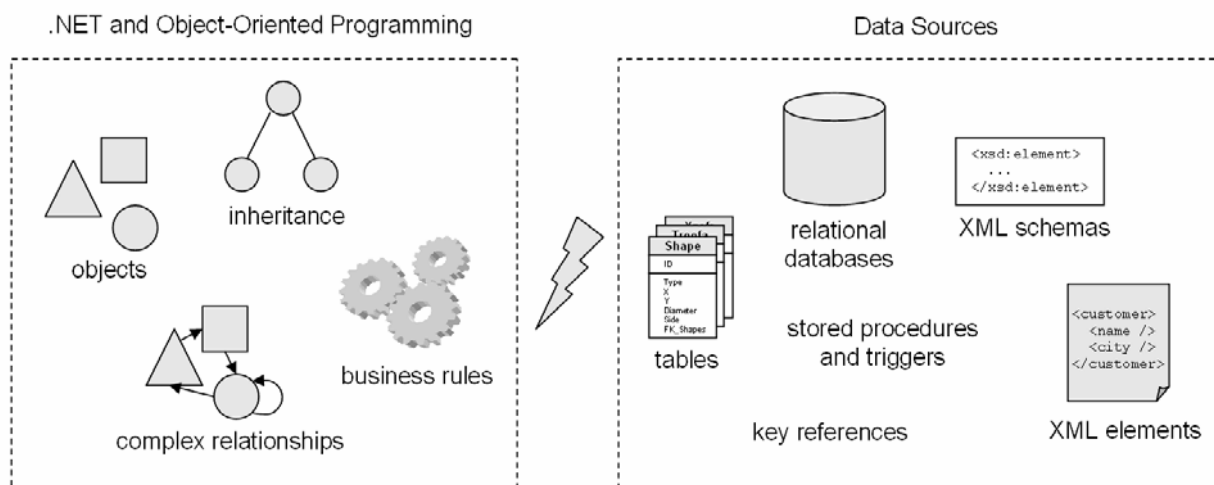 .NET and Object-Oriented Programming
objects
inheritance
complex relationships
business rules
Data Sources
Shape
ID
Type
X
Y
Diameter
Side
FK_Shapes
tables
relational
databases
<xsd:element>
...
</xsd:element>
XML schemas
stored procedures
and triggers
key references
<customer>
<name />
<city />
</customer>
XML elements